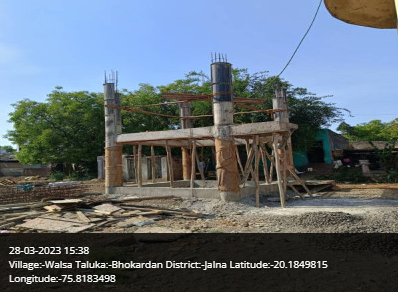 28-03-2023 15:38
Village:-Walsa Taluka:-Bhokardan District:-Jalna Latitude:-20.1849815
Longitude:-75.8183498